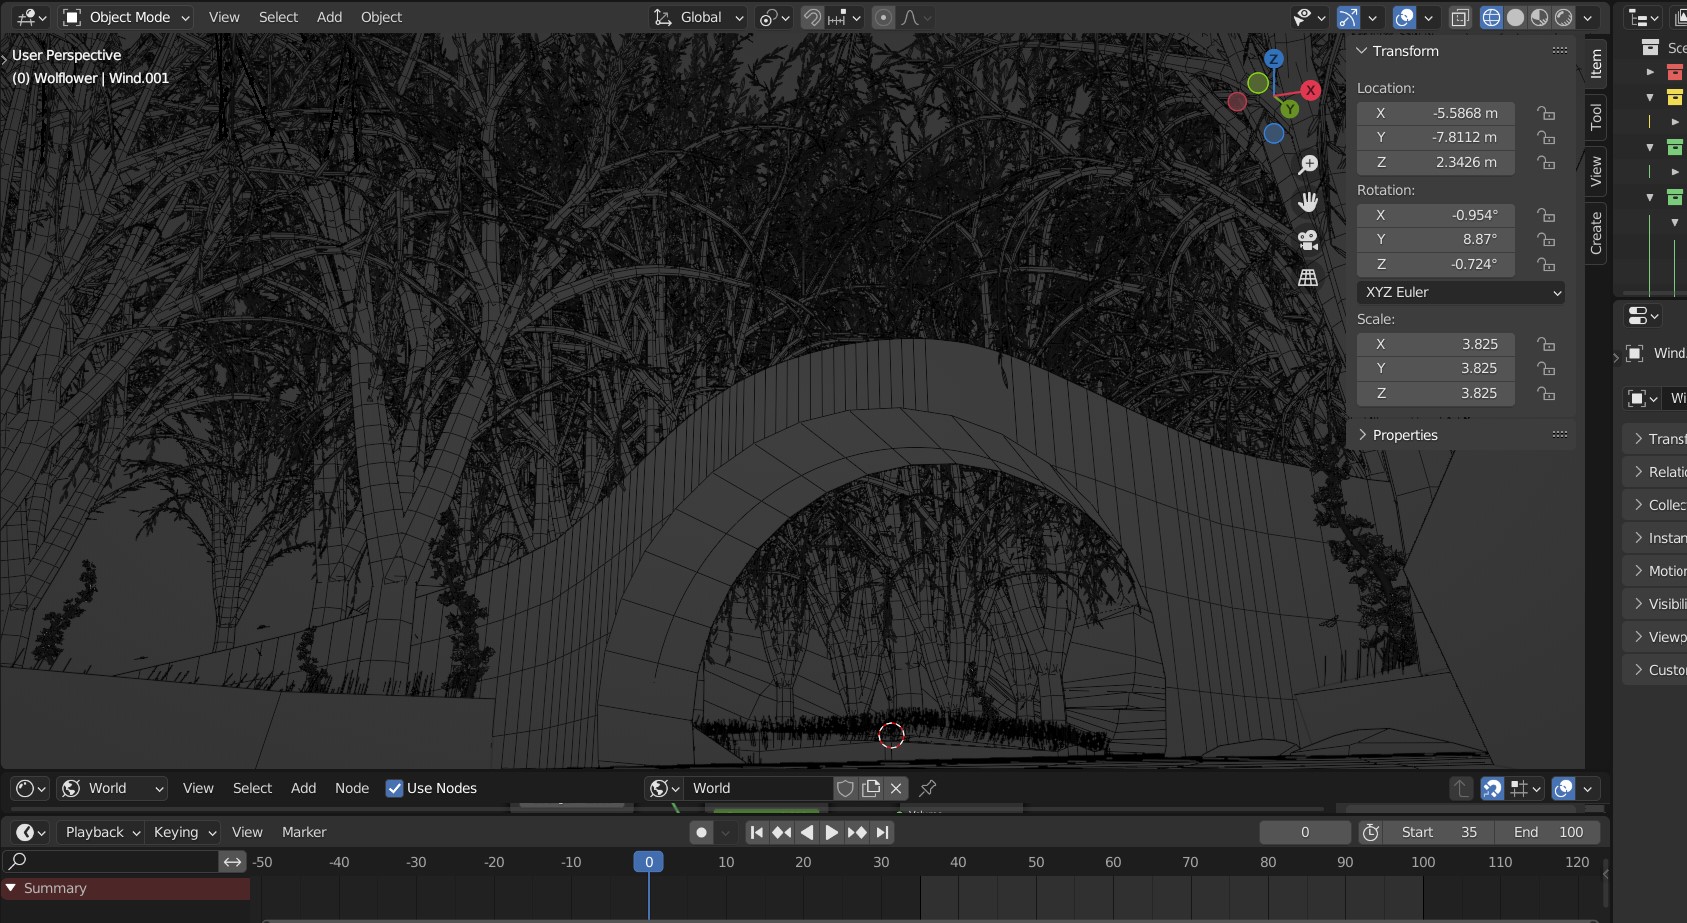 Object Mode View Select Add Object Global
User Perspective
(0) Wolflower | Wind.001
Z
X
Y
Transform
Location:
X -5.5868 m
Y -7.8112 m
Z 2.3426 m
Rotation:
X -0.954°
Y 8.87°
Z -0.724°
XYZ Euler
Scale:
X 3.825
Y 3.825
Z 3.825
Properties
Item
Tool
View
Create
Sce
Wind.
Wi
Transf
Relatio
Collec
Instan
Motion
Visibili
Viewp
Custo
World View Select Add Node Use Nodes World
Playback Keying View Marker 0 Start 35 End 100
-50 -40 -30 -20 -10 0 10 20 30 40 50 60 70 80 90 100 110 120
Summary